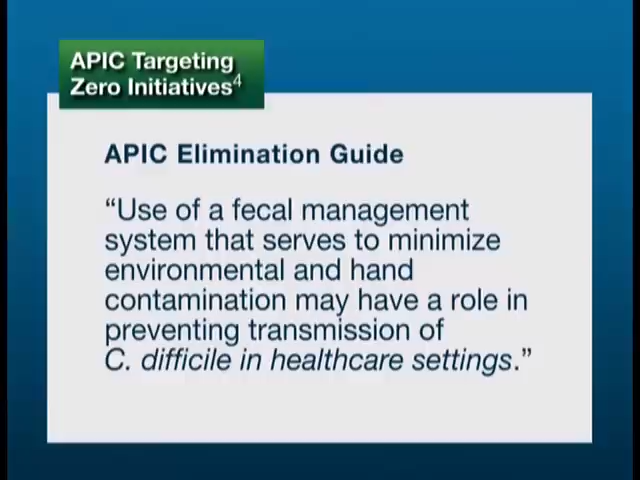 APIC Targeting
Zero Initiatives⁴
APIC Elimination Guide
“Use of a fecal management
system that serves to minimize
environmental and hand
contamination may have a role in
preventing transmission of
C. difficile in healthcare settings.”